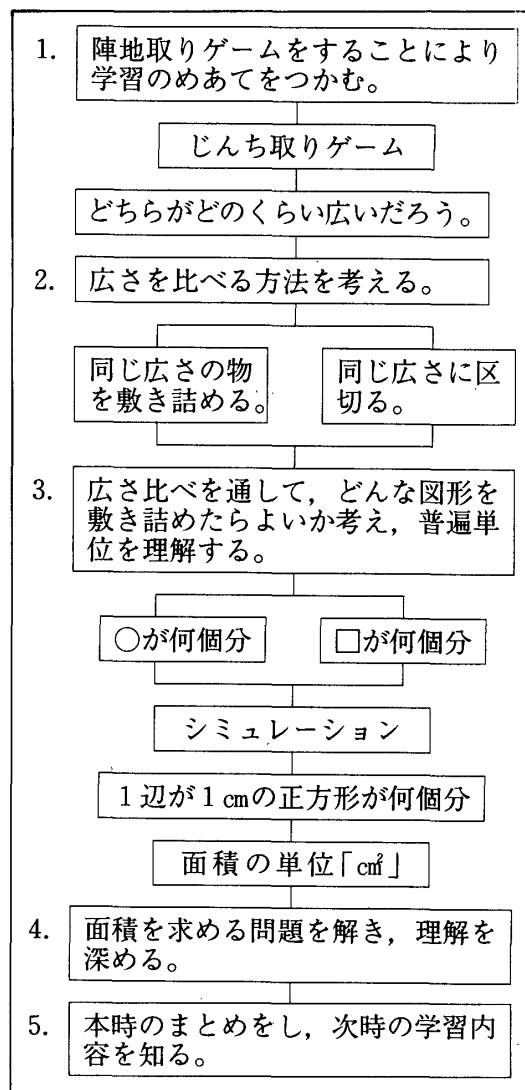 1. 陣地取りゲームをすることにより
学習のめあてをつかむ。
じんち取りゲーム
どちらがどのくらい広いだろう。
2. 広さを比べる方法を考える。
同じ広さの物
を敷き詰める。
同じ広さに区
切る。
3. 広さ比べを通して，どんな図形を
敷き詰めたらよいか考え，普遍単
位を理解する。
○が何個分
□が何個分
シミュレーション
1辺が1㎝の正方形が何個分
面積の単位「㎠」
4. 面積を求める問題を解き，理解を
深める。
5. 本時のまとめをし，次時の学習内
容を知る。